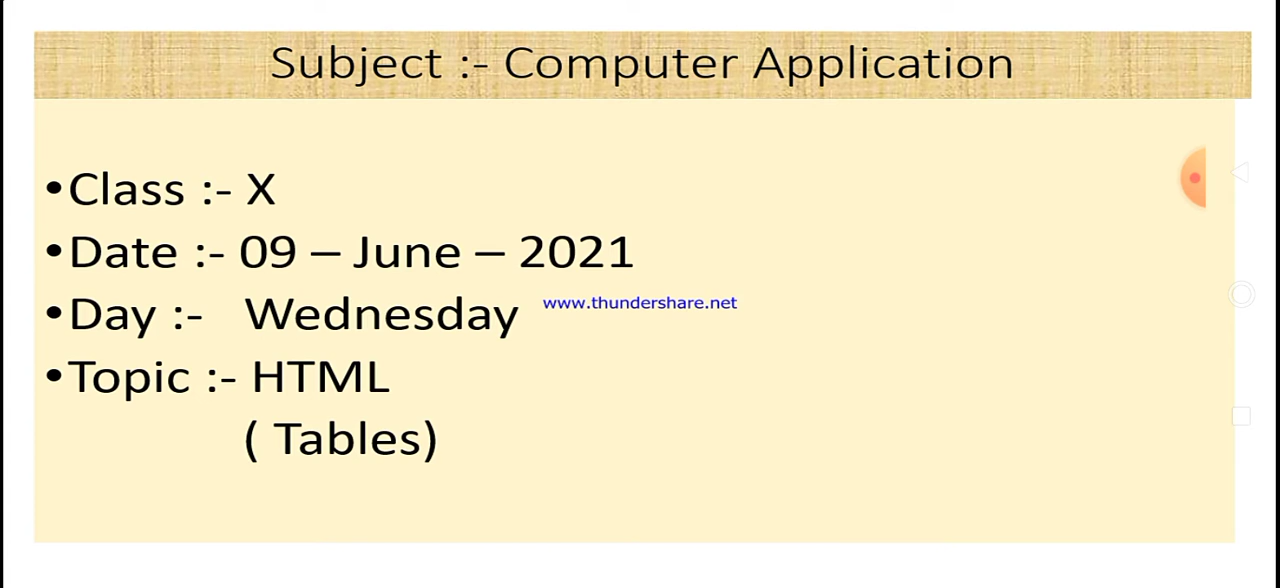 Subject :- Computer Application
•Class :- X
•Date :- 09 – June – 2021
•Day :- Wednesday
www.thundershare.net
•Topic :- HTML
( Tables)